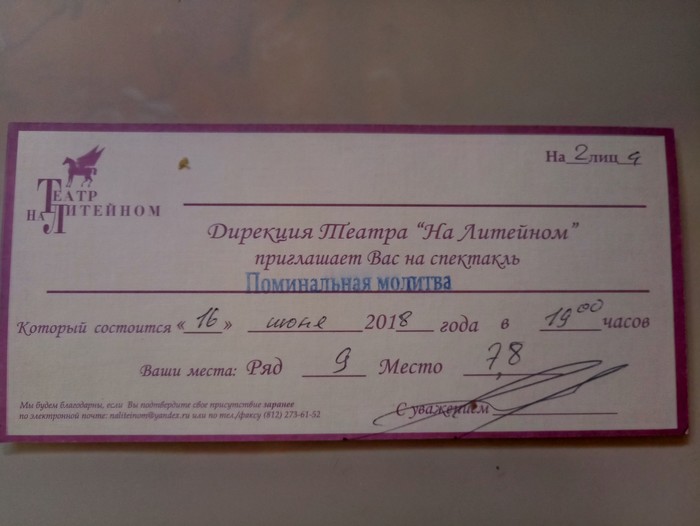 Театр
на Литейном
На 2 лиц а
Дирекция Театра “На Литейном”
приглашает Вас на спектакль
Поминальная молитва
Который состоится «16» июня 2018 года в 19 00 часов
Ваши места: Ряд 9 Место 7,8
Мы будем благодарны, если Вы подтвердите свое присутствие заранее
по электронной почте: naliteinom@yandex.ru или по тел./факсу (812) 273-61-52
С уважением